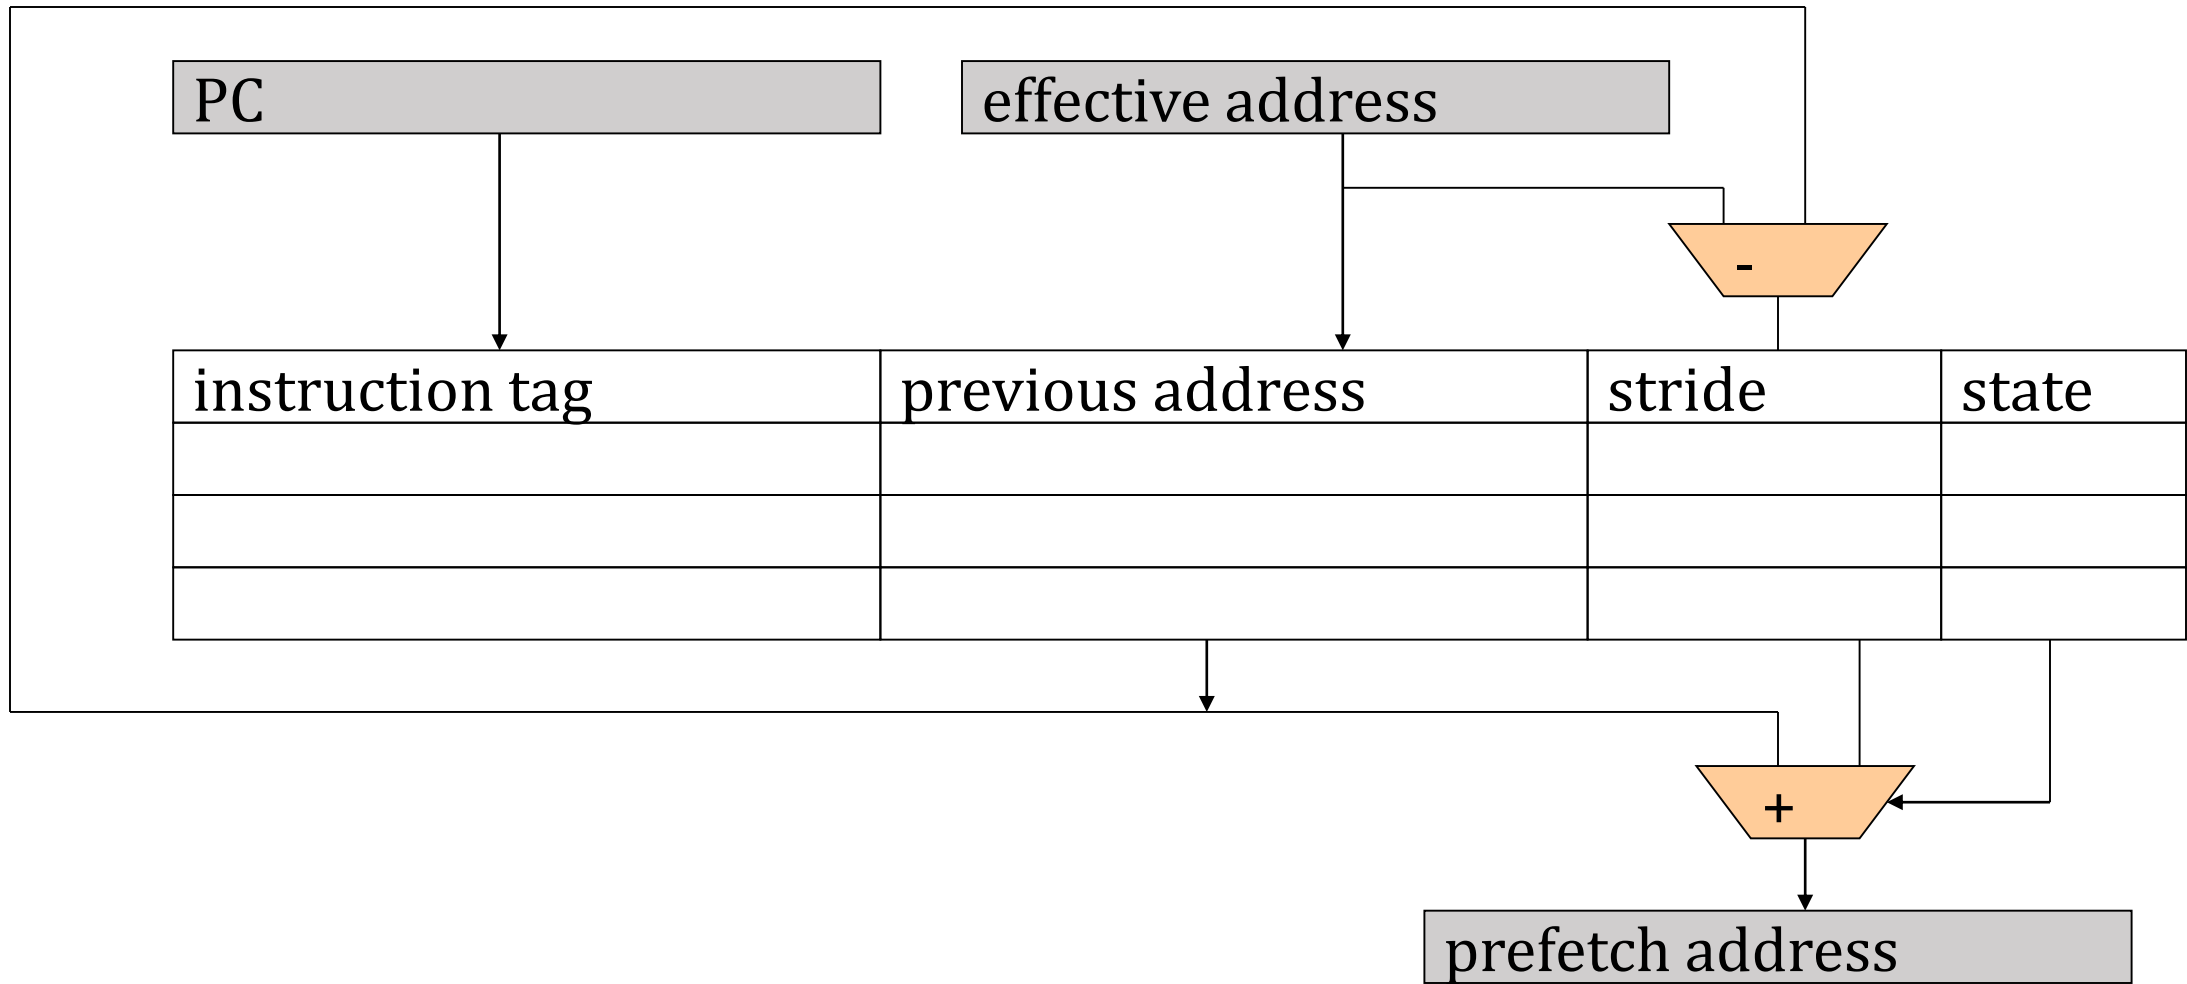 PC
effective address
-
instruction tag
previous address
stride
state
+
prefetch address